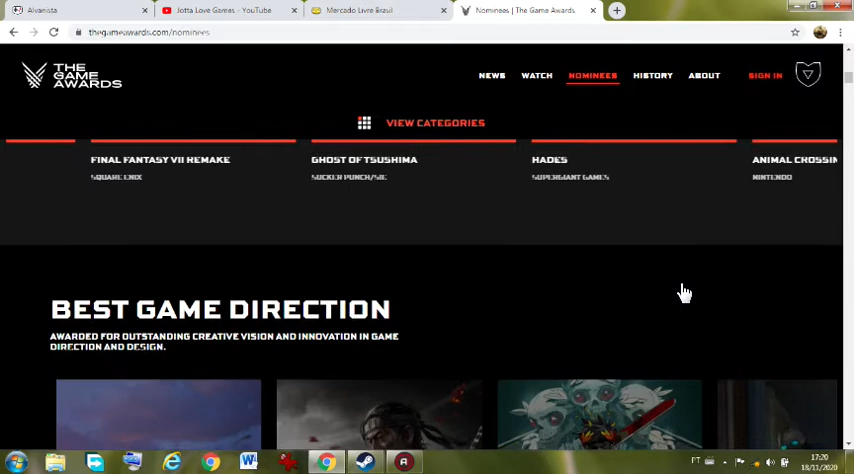 Alvanista
Jotta Love Games - YouTube
Mercado Livre Brasil
Nominees | The Game Awards
thegameawards.com/nominees
THE
GAME
AWARDS
NEWS
WATCH
NOMINEES
HISTORY
ABOUT
SIGN IN
VIEW CATEGORIES
FINAL FANTASY VII REMAKE
GHOST OF TSUSHIMA
HADES
ANIMAL CROSSIN
SQUARE ENIX
SUCKER PUNCH/SIE
SUPERGIANT GAMES
NINTENDO
BEST GAME DIRECTION
AWARDED FOR OUTSTANDING CREATIVE VISION AND INNOVATION IN GAME
DIRECTION AND DESIGN.
PT
17:20
18/11/2020